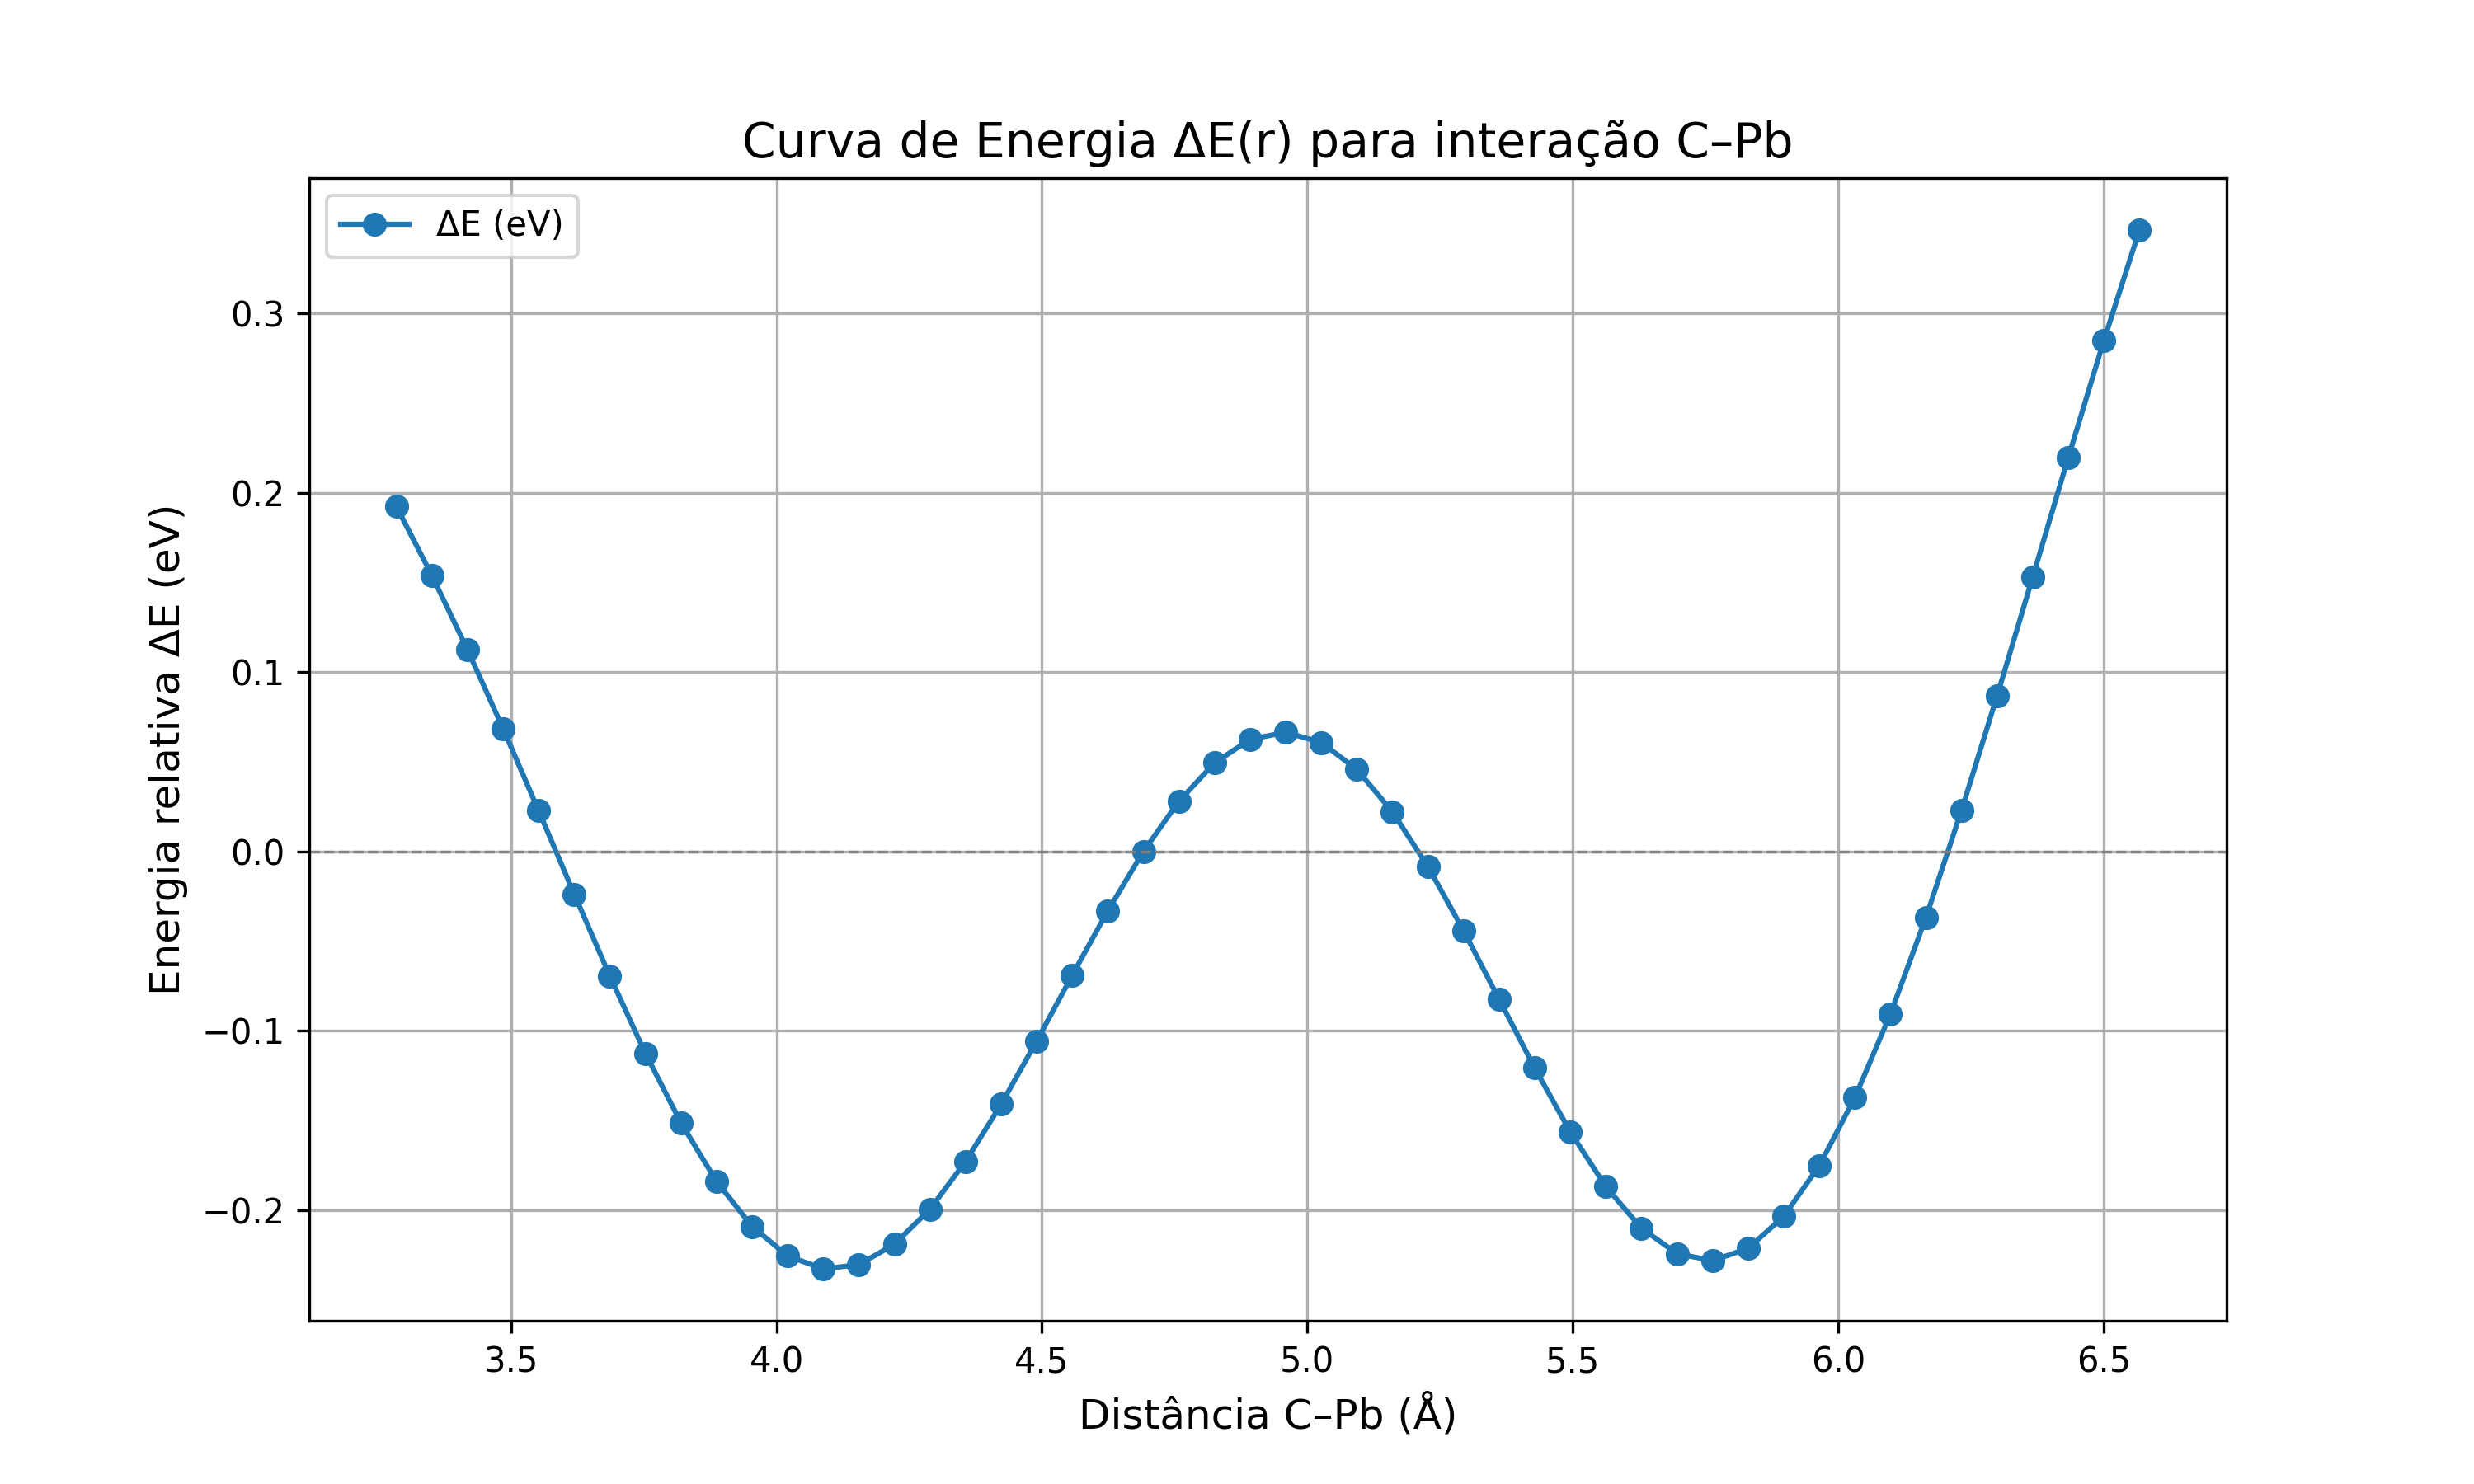 Curva de Energia ΔE(r) para interação C–Pb
ΔE (eV)
Energia relativa ΔE (eV)
0.3
0.2
0.1
0.0
−0.1
−0.2
3.5 4.0 4.5 5.0 5.5 6.0 6.5
Distância C–Pb (Å)